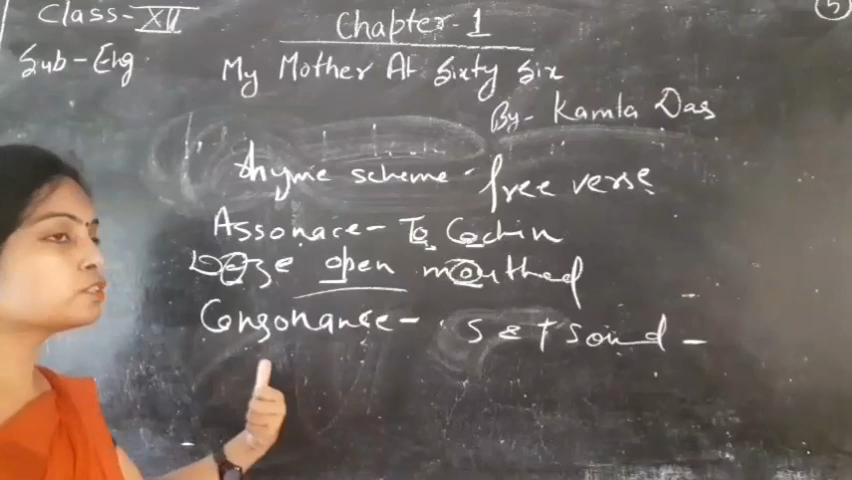 Class-XII
Chapter-1
5
Sub-Eng
My Mother At Sixty Six
By- Kamla Das
Rhyme scheme - free verse
Assonace- To Cochin
Doze open mouthed
Consonance- S & t Sound -